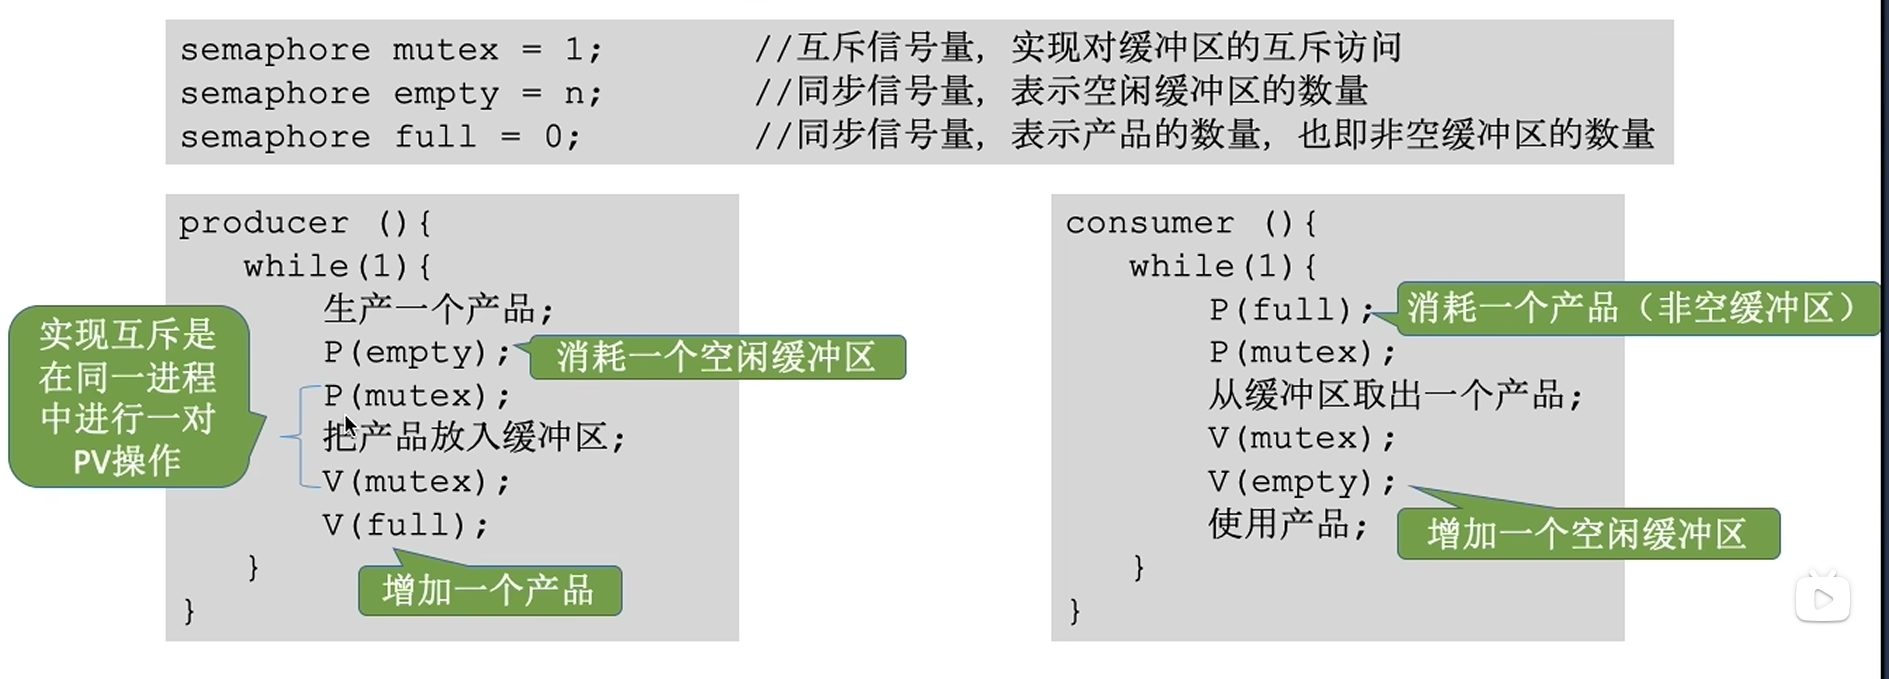 semaphore mutex = 1; //互斥信号量，实现对缓冲区的互斥访问
semaphore empty = n; //同步信号量，表示空闲缓冲区的数量
semaphore full = 0; //同步信号量，表示产品的数量，也即非空缓冲区的数量
producer (){
while(1){
生产一个产品;
P(empty);
消耗一个空闲缓冲区
P(mutex);
把产品放入缓冲区;
V(mutex);
V(full);
增加一个产品
}
}
实现互斥是
在同一进程
中进行一对
PV操作
consumer (){
while(1){
P(full);
消耗一个产品（非空缓冲区）
P(mutex);
从缓冲区取出一个产品;
V(mutex);
V(empty);
增加一个空闲缓冲区
使用产品;
}
}